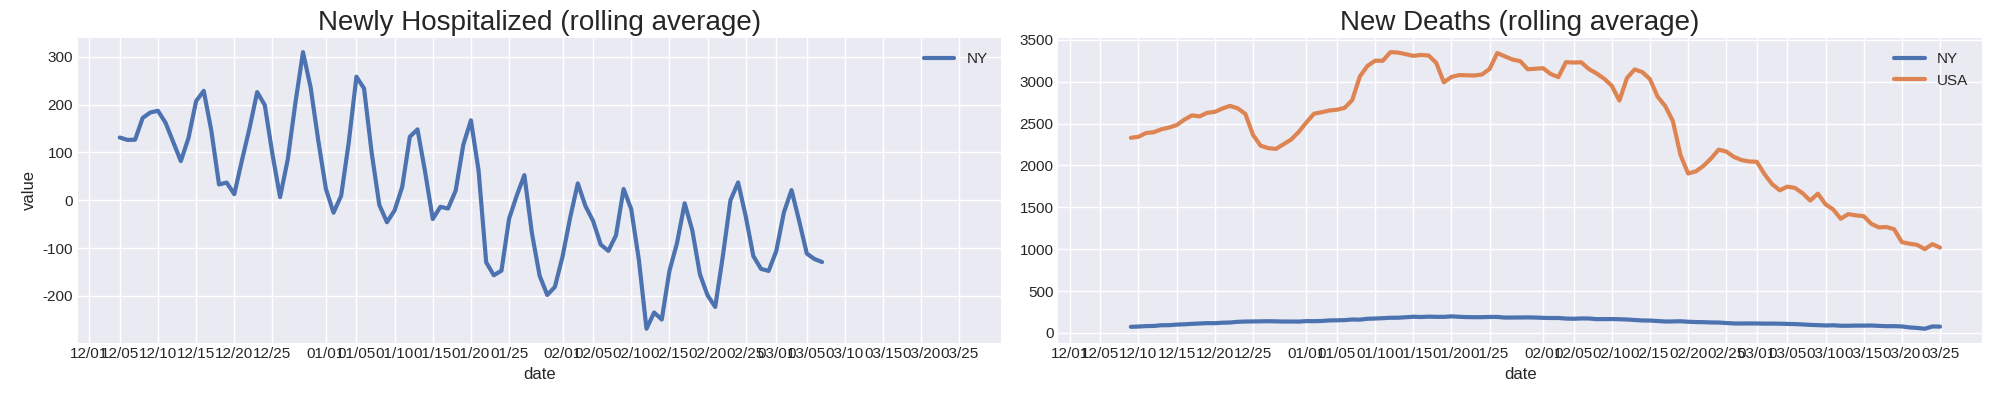 Newly Hospitalized (rolling average)
300
200
100
0
-100
-200
value
NY
12/01 12/05 12/10 12/15 12/20 12/25 01/01 01/05 01/10 01/15 01/20 01/25 02/01 02/05 02/10 02/15 02/20 02/25 03/01 03/05 03/10 03/15 03/20 03/25
date
New Deaths (rolling average)
3500
3000
2500
2000
1500
1000
500
0
NY
USA
12/01 12/05 12/10 12/15 12/20 12/25 01/01 01/05 01/10 01/15 01/20 01/25 02/01 02/05 02/10 02/15 02/20 02/25 03/01 03/05 03/10 03/15 03/20 03/25
date